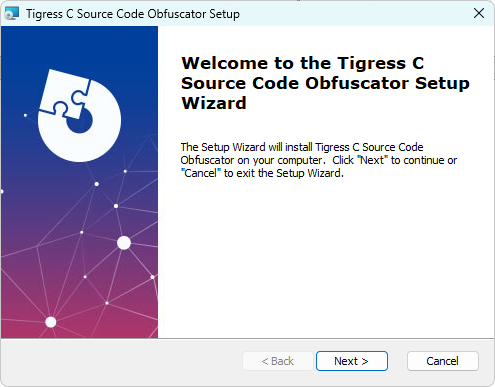 Tigress C Source Code Obfuscator Setup
Welcome to the Tigress C
Source Code Obfuscator Setup
Wizard
The Setup Wizard will install Tigress C Source Code
Obfuscator on your computer. Click "Next" to continue or
"Cancel" to exit the Setup Wizard.
< Back
Next >
Cancel